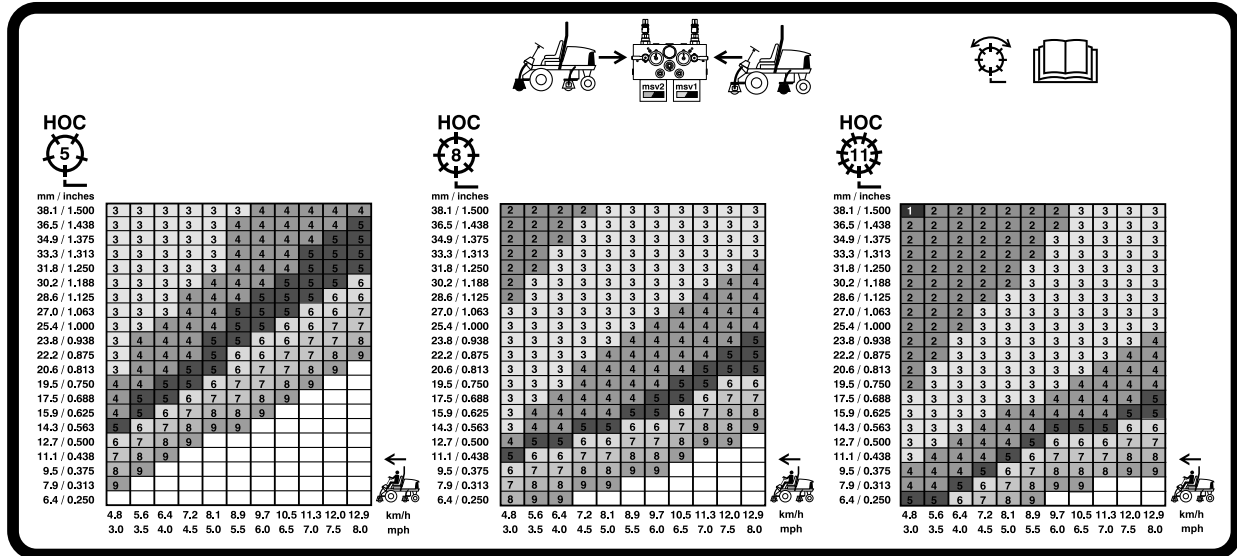 msv2 msv1
HOC
5
mm / inches
38.1 / 1.500 3 3 3 3 3 3 4 4 4 4 4
36.5 / 1.438 3 3 3 3 3 4 4 4 4 4 5
34.9 / 1.375 3 3 3 3 3 4 4 4 4 5 5
33.3 / 1.313 3 3 3 3 3 4 4 4 5 5 5
31.8 / 1.250 3 3 3 3 3 4 4 4 5 5 5
30.2 / 1.188 3 3 3 3 4 4 4 5 5 5 6
28.6 / 1.125 3 3 3 4 4 4 5 5 5 6 6
27.0 / 1.063 3 3 3 4 4 5 5 5 6 6 7
25.4 / 1.000 3 3 4 4 4 5 5 6 6 7 7
23.8 / 0.938 3 4 4 4 5 5 6 6 7 7 8
22.2 / 0.875 3 4 4 4 5 6 6 7 7 8 9
20.6 / 0.813 3 4 4 5 5 6 7 7 8 9
19.5 / 0.750 4 4 5 5 6 7 7 8 9
17.5 / 0.688 4 5 5 6 6 7 8 9
15.9 / 0.625 4 5 6 7 7 8 9
14.3 / 0.563 5 6 7 8 9 9
12.7 / 0.500 6 7 8 9
11.1 / 0.438 7 8 9
9.5 / 0.375 8 9
7.9 / 0.313 9
6.4 / 0.250
4.8 5.6 6.4 7.2 8.1 8.9 9.7 10.5 11.3 12.0 12.9 km/h
3.0 3.5 4.0 4.5 5.0 5.5 6.0 6.5 7.0 7.5 8.0 mph
HOC
8
mm / inches
38.1 / 1.500 2 2 2 2 3 3 3 3 3 3 3
36.5 / 1.438 2 2 2 3 3 3 3 3 3 3 3
34.9 / 1.375 2 2 2 3 3 3 3 3 3 3 3
33.3 / 1.313 2 2 3 3 3 3 3 3 3 3 3
31.8 / 1.250 2 2 3 3 3 3 3 3 3 3 4
30.2 / 1.188 2 3 3 3 3 3 3 3 3 4 4
28.6 / 1.125 2 3 3 3 3 3 3 3 4 4 4
27.0 / 1.063 3 3 3 3 3 3 3 4 4 4 4
25.4 / 1.000 3 3 3 3 3 3 4 4 4 4 4
23.8 / 0.938 3 3 3 3 3 4 4 4 4 4 5
22.2 / 0.875 3 3 3 3 4 4 4 4 4 5 5
20.6 / 0.813 3 3 3 4 4 4 4 4 5 5 5
19.5 / 0.750 3 3 3 4 4 4 4 5 5 6 6
17.5 / 0.688 3 3 4 4 4 4 5 5 6 6 7
15.9 / 0.625 3 4 4 4 4 5 5 6 7 8 8
14.3 / 0.563 3 4 4 5 5 6 6 7 7 8 9
12.7 / 0.500 4 5 5 6 6 7 7 8 9 9
11.1 / 0.438 5 6 6 7 7 8 8 9
9.5 / 0.375 6 7 7 8 8 9 9
7.9 / 0.313 7 8 8 9 9
6.4 / 0.250 8 9 9
4.8 5.6 6.4 7.2 8.1 8.9 9.7 10.5 11.3 12.0 12.9 km/h
3.0 3.5 4.0 4.5 5.0 5.5 6.0 6.5 7.0 7.5 8.0 mph
HOC
11
mm / inches
38.1 / 1.500 1 2 2 2 2 2 2 3 3 3 3
36.5 / 1.438 2 2 2 2 2 2 2 3 3 3 3
34.9 / 1.375 2 2 2 2 2 2 3 3 3 3 3
33.3 / 1.313 2 2 2 2 2 2 3 3 3 3 3
31.8 / 1.250 2 2 2 2 2 3 3 3 3 3 3
30.2 / 1.188 2 2 2 2 2 3 3 3 3 3 3
28.6 / 1.125 2 2 2 2 3 3 3 3 3 3 3
27.0 / 1.063 2 2 2 3 3 3 3 3 3 3 3
25.4 / 1.000 2 2 2 3 3 3 3 3 3 3 3
23.8 / 0.938 2 2 3 3 3 3 3 3 3 3 4
22.2 / 0.875 2 2 3 3 3 3 3 3 3 4 4
20.6 / 0.813 2 3 3 3 3 3 3 3 4 4 4
19.5 / 0.750 2 3 3 3 3 3 3 4 4 4 4
17.5 / 0.688 3 3 3 3 3 3 4 4 4 4 5
15.9 / 0.625 3 3 3 3 4 4 4 4 4 5 5
14.3 / 0.563 3 3 3 4 4 4 5 5 5 6 6
12.7 / 0.500 3 3 4 4 4 5 6 6 6 6 7
11.1 / 0.438 3 4 4 4 5 6 6 7 7 8 8
9.5 / 0.375 4 4 4 5 6 7 8 8 8 9 9
7.9 / 0.313 4 4 5 6 7 8 9 9
6.4 / 0.250 5 5 6 7 8 9
4.8 5.6 6.4 7.2 8.1 8.9 9.7 10.5 11.3 12.0 12.9 km/h
3.0 3.5 4.0 4.5 5.0 5.5 6.0 6.5 7.0 7.5 8.0 mph